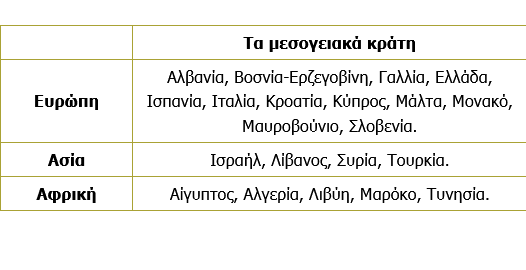 Τα μεσογειακά κράτη
Ευρώπη
Αλβανία, Βοσνία-Ερζεγοβίνη, Γαλλία, Ελλάδα,
Ισπανία, Ιταλία, Κροατία, Κύπρος, Μάλτα, Μονακό,
Μαυροβούνιο, Σλοβενία.
Ασία
Ισραήλ, Λίβανος, Συρία, Τουρκία.
Αφρική
Αίγυπτος, Αλγερία, Λιβύη, Μαρόκο, Τυνησία.